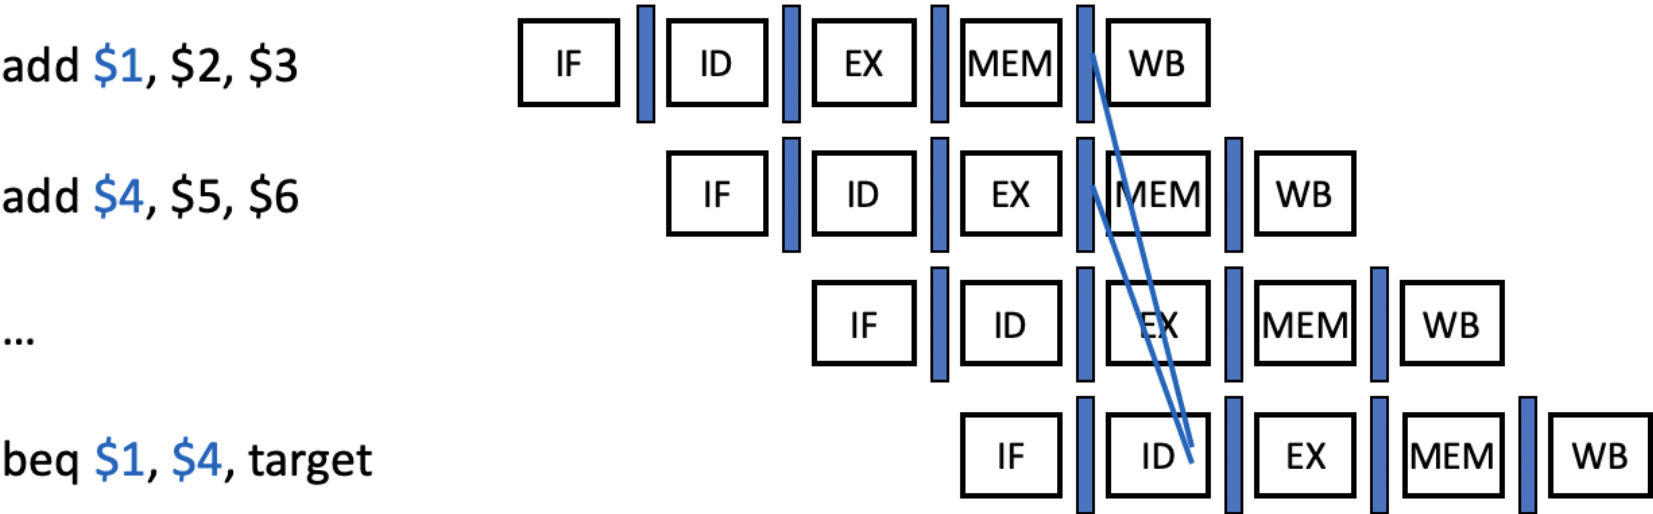 add $1, $2, $3 IF ID EX MEM WB
add $4, $5, $6 IF ID EX MEM WB
... IF ID EX MEM WB
beq $1, $4, target IF ID EX MEM WB